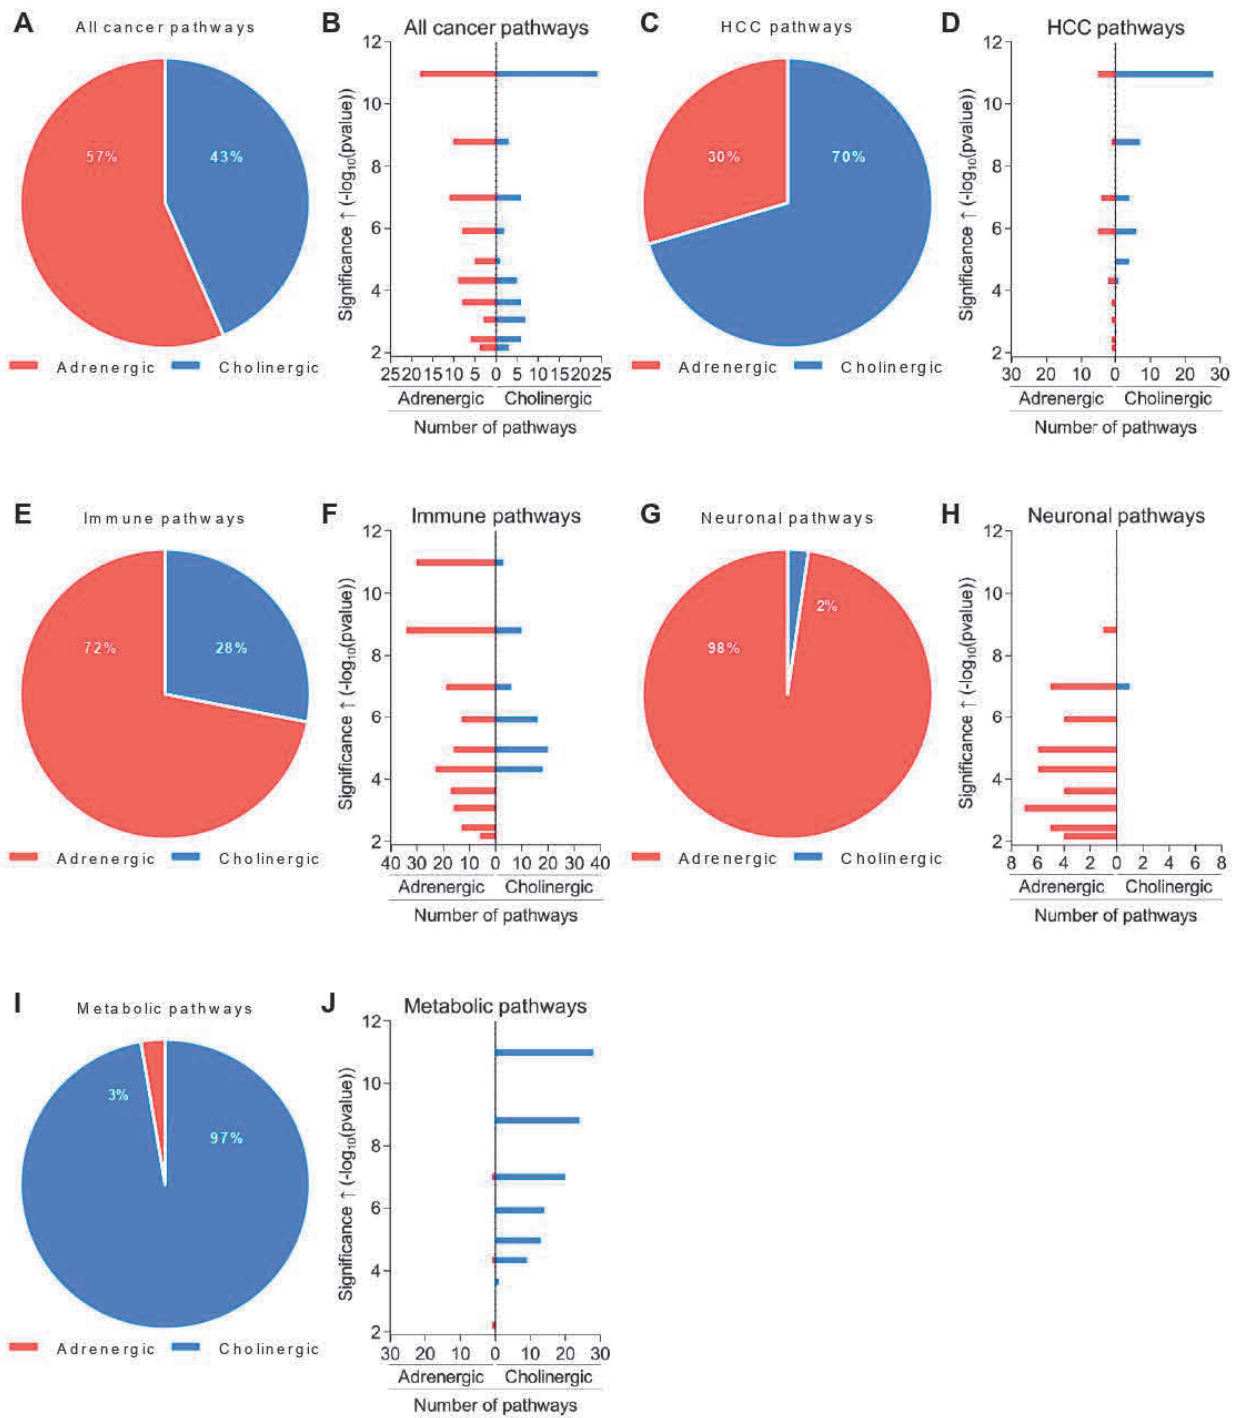 A
All cancer pathways
57%
43%
Adrenergic
Cholinergic
B
All cancer pathways
Significance ↑ (-log10(pvalue))
12
10
8
6
4
2
25 20 15 10 5 0 5 10 15 20 25
Adrenergic Cholinergic
Number of pathways
C
HCC pathways
30%
70%
Adrenergic
Cholinergic
D
HCC pathways
Significance ↑ (-log10(pvalue))
12
10
8
6
4
2
30 20 10 0 10 20 30
Adrenergic Cholinergic
Number of pathways
E
Immune pathways
72%
28%
Adrenergic
Cholinergic
F
Immune pathways
Significance ↑ (-log10(pvalue))
12
10
8
6
4
2
40 30 20 10 0 10 20 30 40
Adrenergic Cholinergic
Number of pathways
G
Neuronal pathways
2%
98%
Adrenergic
Cholinergic
H
Neuronal pathways
Significance ↑ (-log10(pvalue))
12
10
8
6
4
2
8 6 4 2 0 2 4 6 8
Adrenergic Cholinergic
Number of pathways
I
Metabolic pathways
3%
97%
Adrenergic
Cholinergic
J
Metabolic pathways
Significance ↑ (-log10(pvalue))
12
10
8
6
4
2
30 20 10 0 10 20 30
Adrenergic Cholinergic
Number of pathways